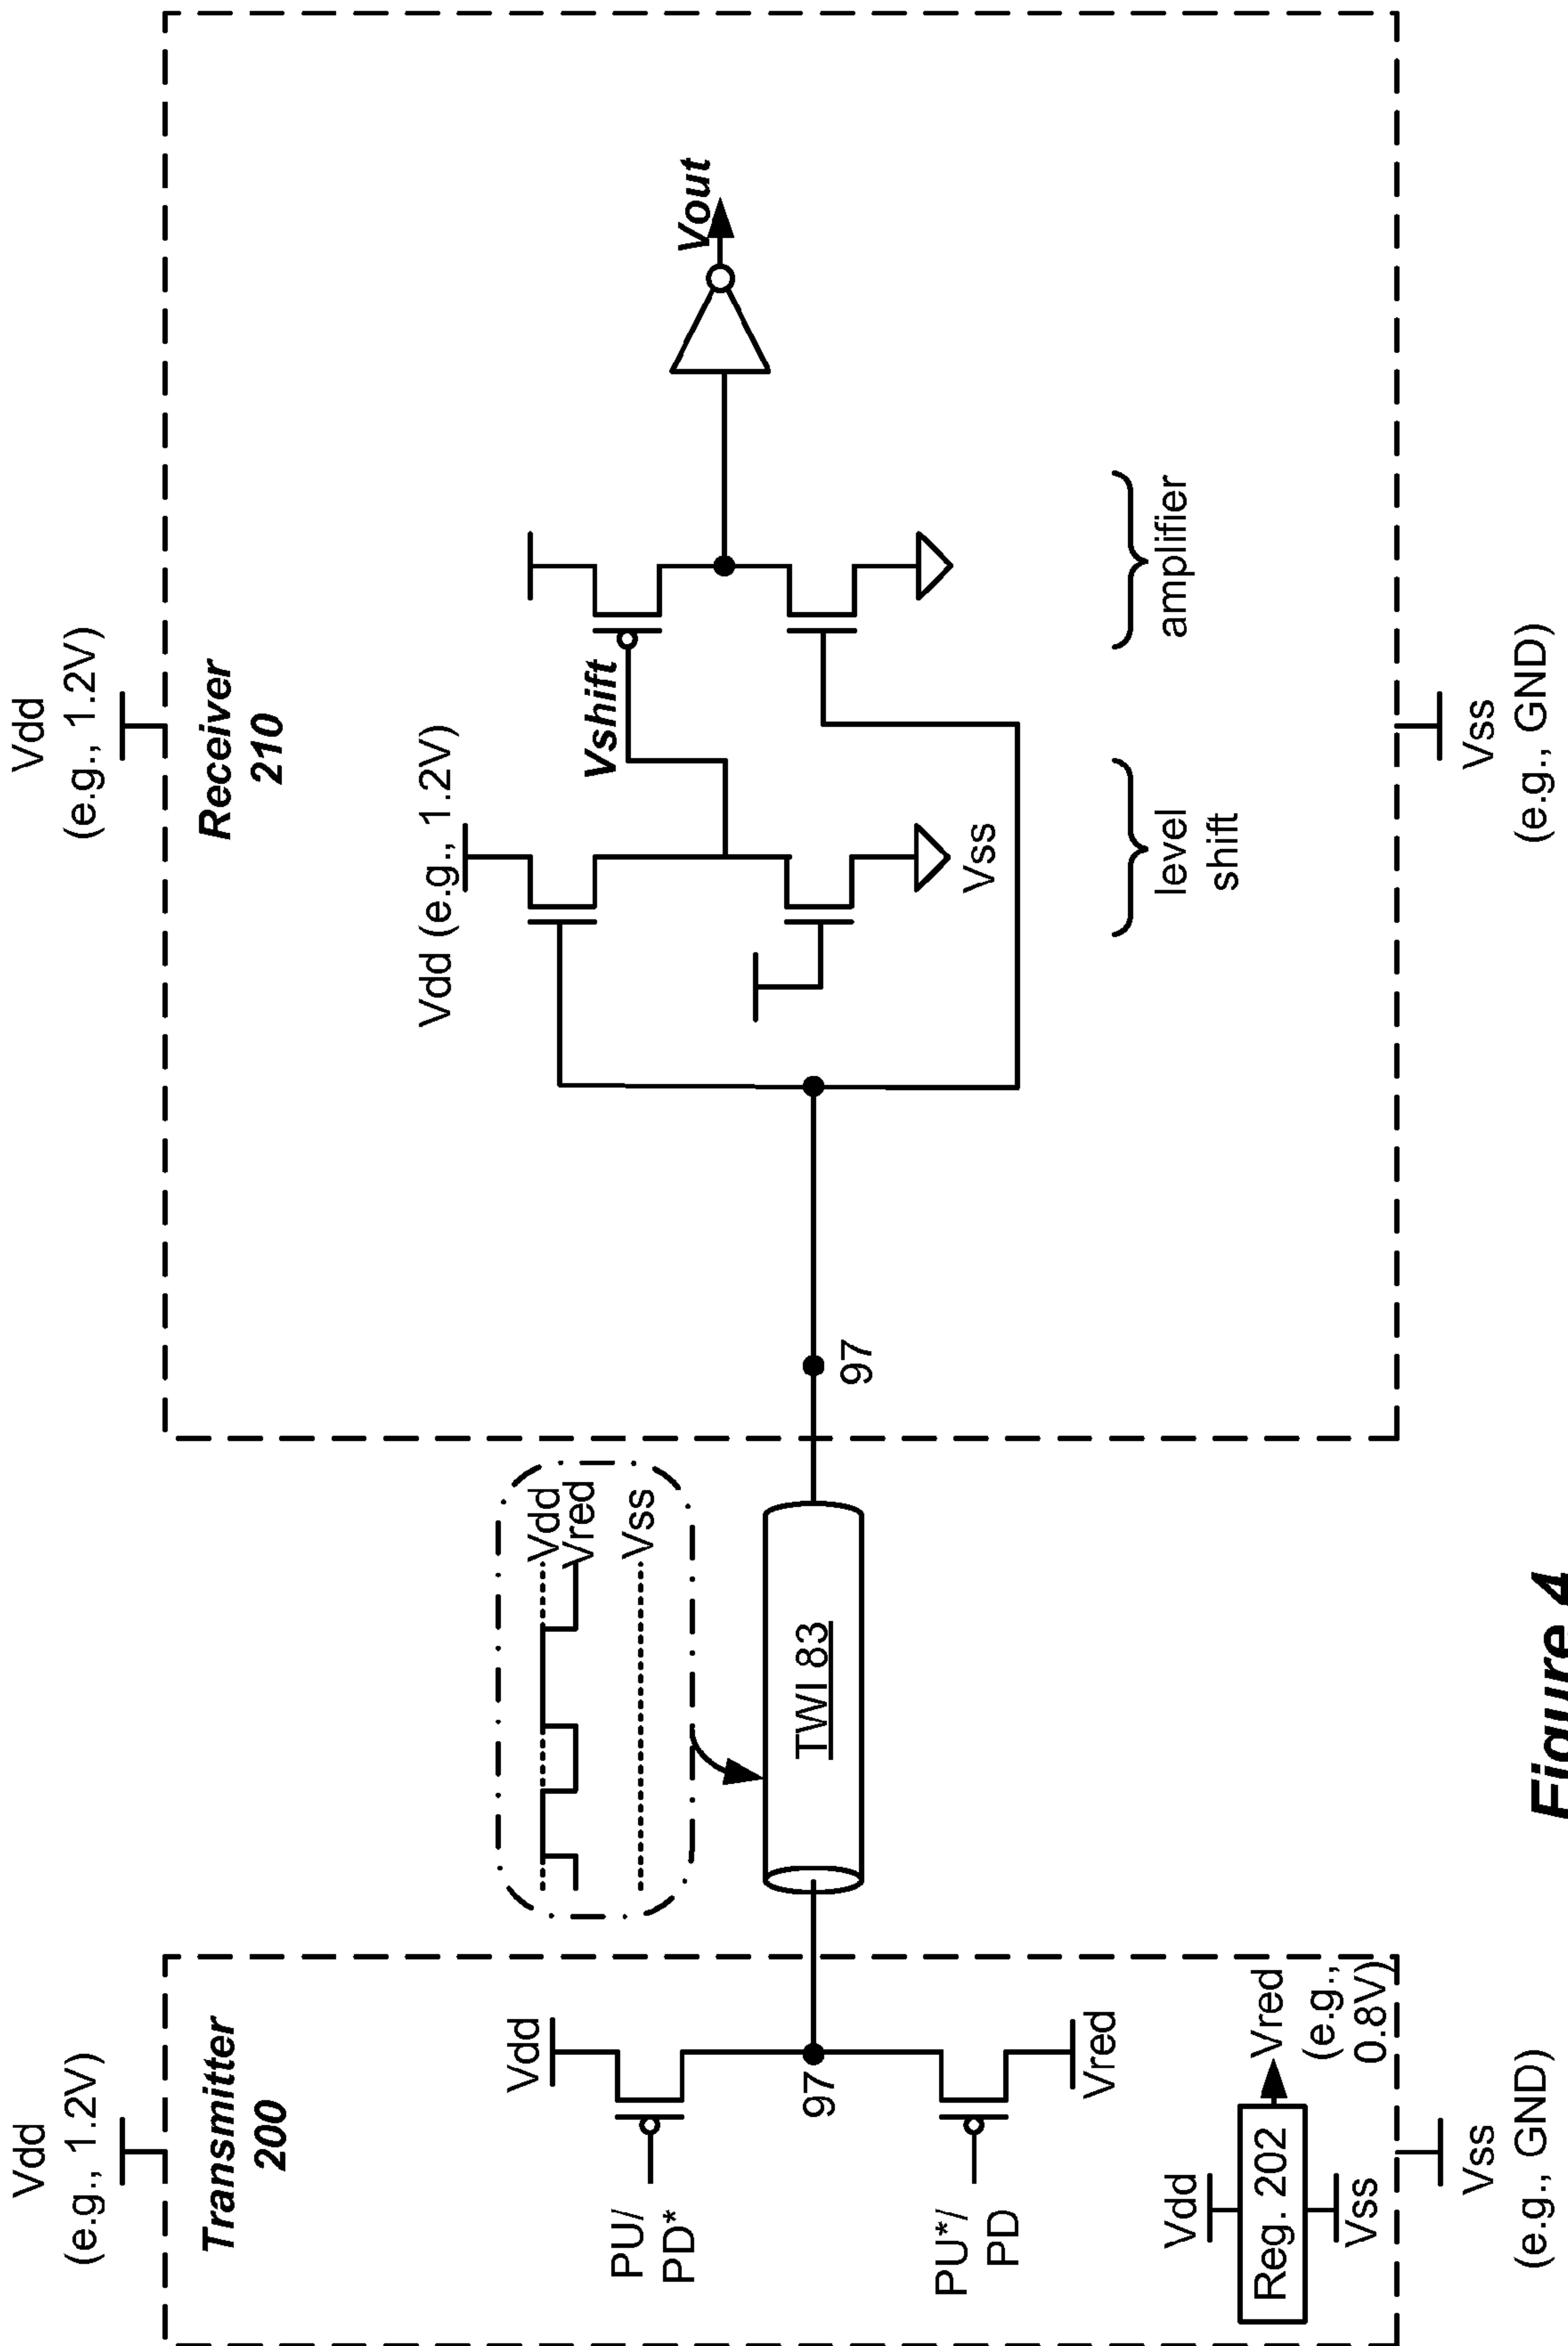 Vdd
(e.g., 1.2V)
Transmitter
200
Vdd
PU/
PD*
97
PU*/
PD
Vred
Vdd
Reg. 202
Vss
Vred
(e.g.,
0.8V)
Vss
(e.g., GND)
Vdd
Vred
Vss
TWI 83
Vdd
(e.g., 1.2V)
Receiver
210
97
Vdd (e.g., 1.2V)
Vshift
Vss
Vout
level
shift
amplifier
Vss
(e.g., GND)
Figure 4